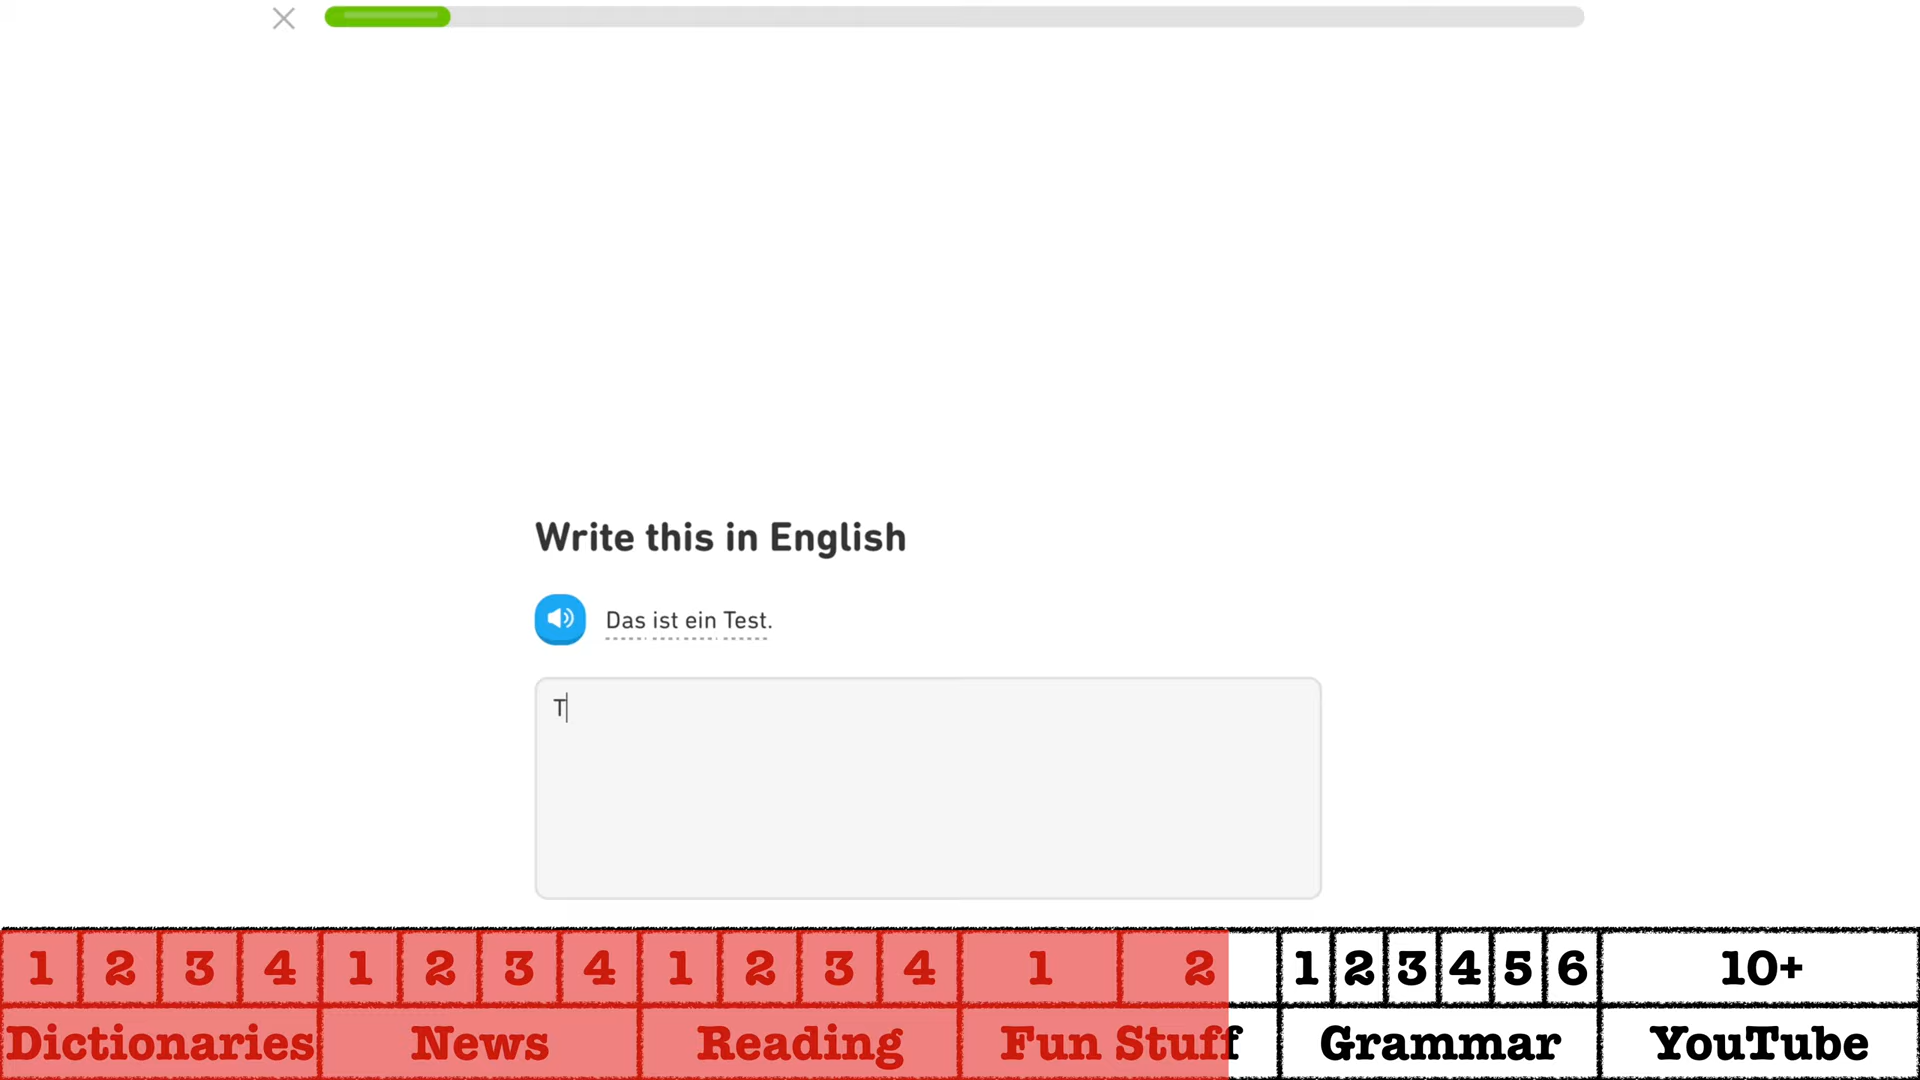 Write this in English
Das ist ein Test.
T
1 2 3 4 1 2 3 4 1 2 3 4 1 2 1 2 3 4 5 6 10+
Dictionaries News Reading Fun Stuff Grammar YouTube